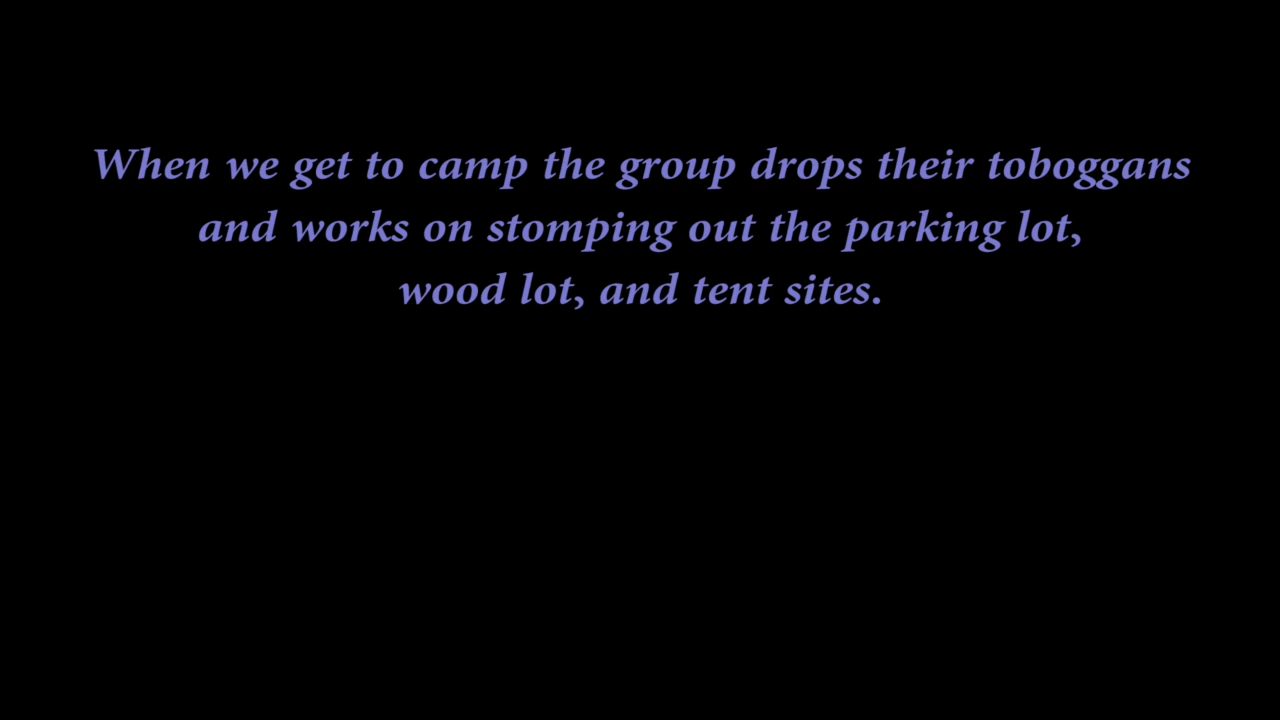 When we get to camp the group drops their toboggans
and works on stomping out the parking lot,
wood lot, and tent sites.